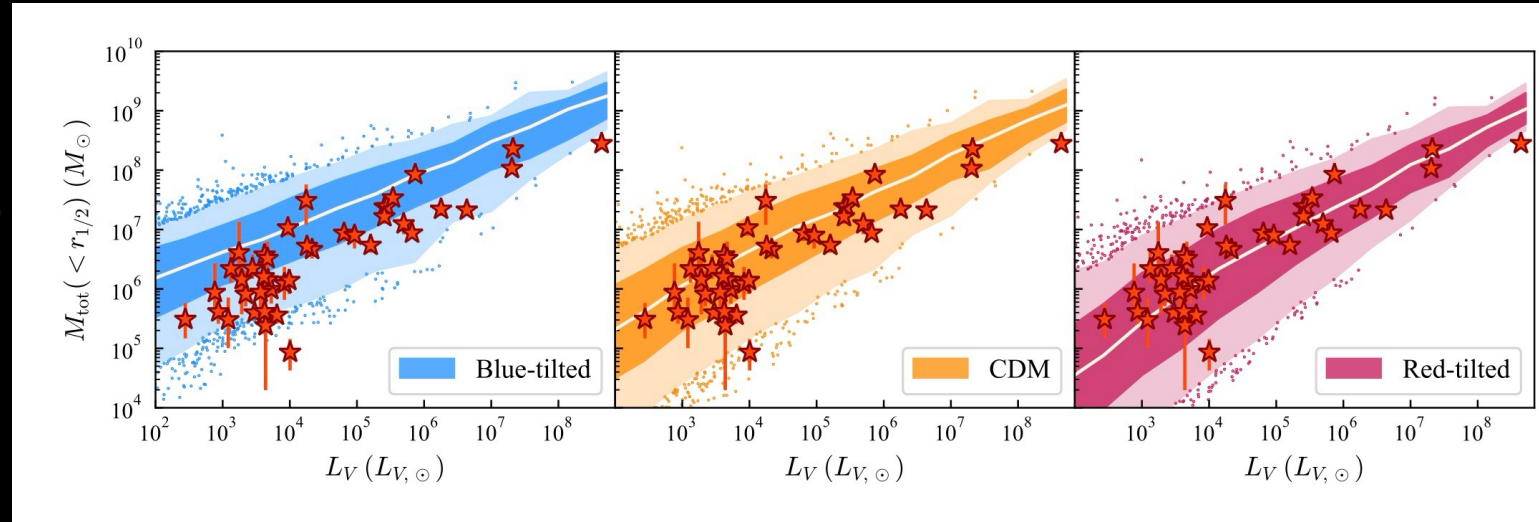 10^10
10^9
10^8
10^7
10^6
10^5
10^4
M_tot(< r_1/2) (M_⊙)
Blue-tilted
CDM
Red-tilted
10^2 10^3 10^4 10^5 10^6 10^7 10^8
10^3 10^4 10^5 10^6 10^7 10^8
10^3 10^4 10^5 10^6 10^7 10^8
L_V (L_V,⊙)
L_V (L_V,⊙)
L_V (L_V,⊙)